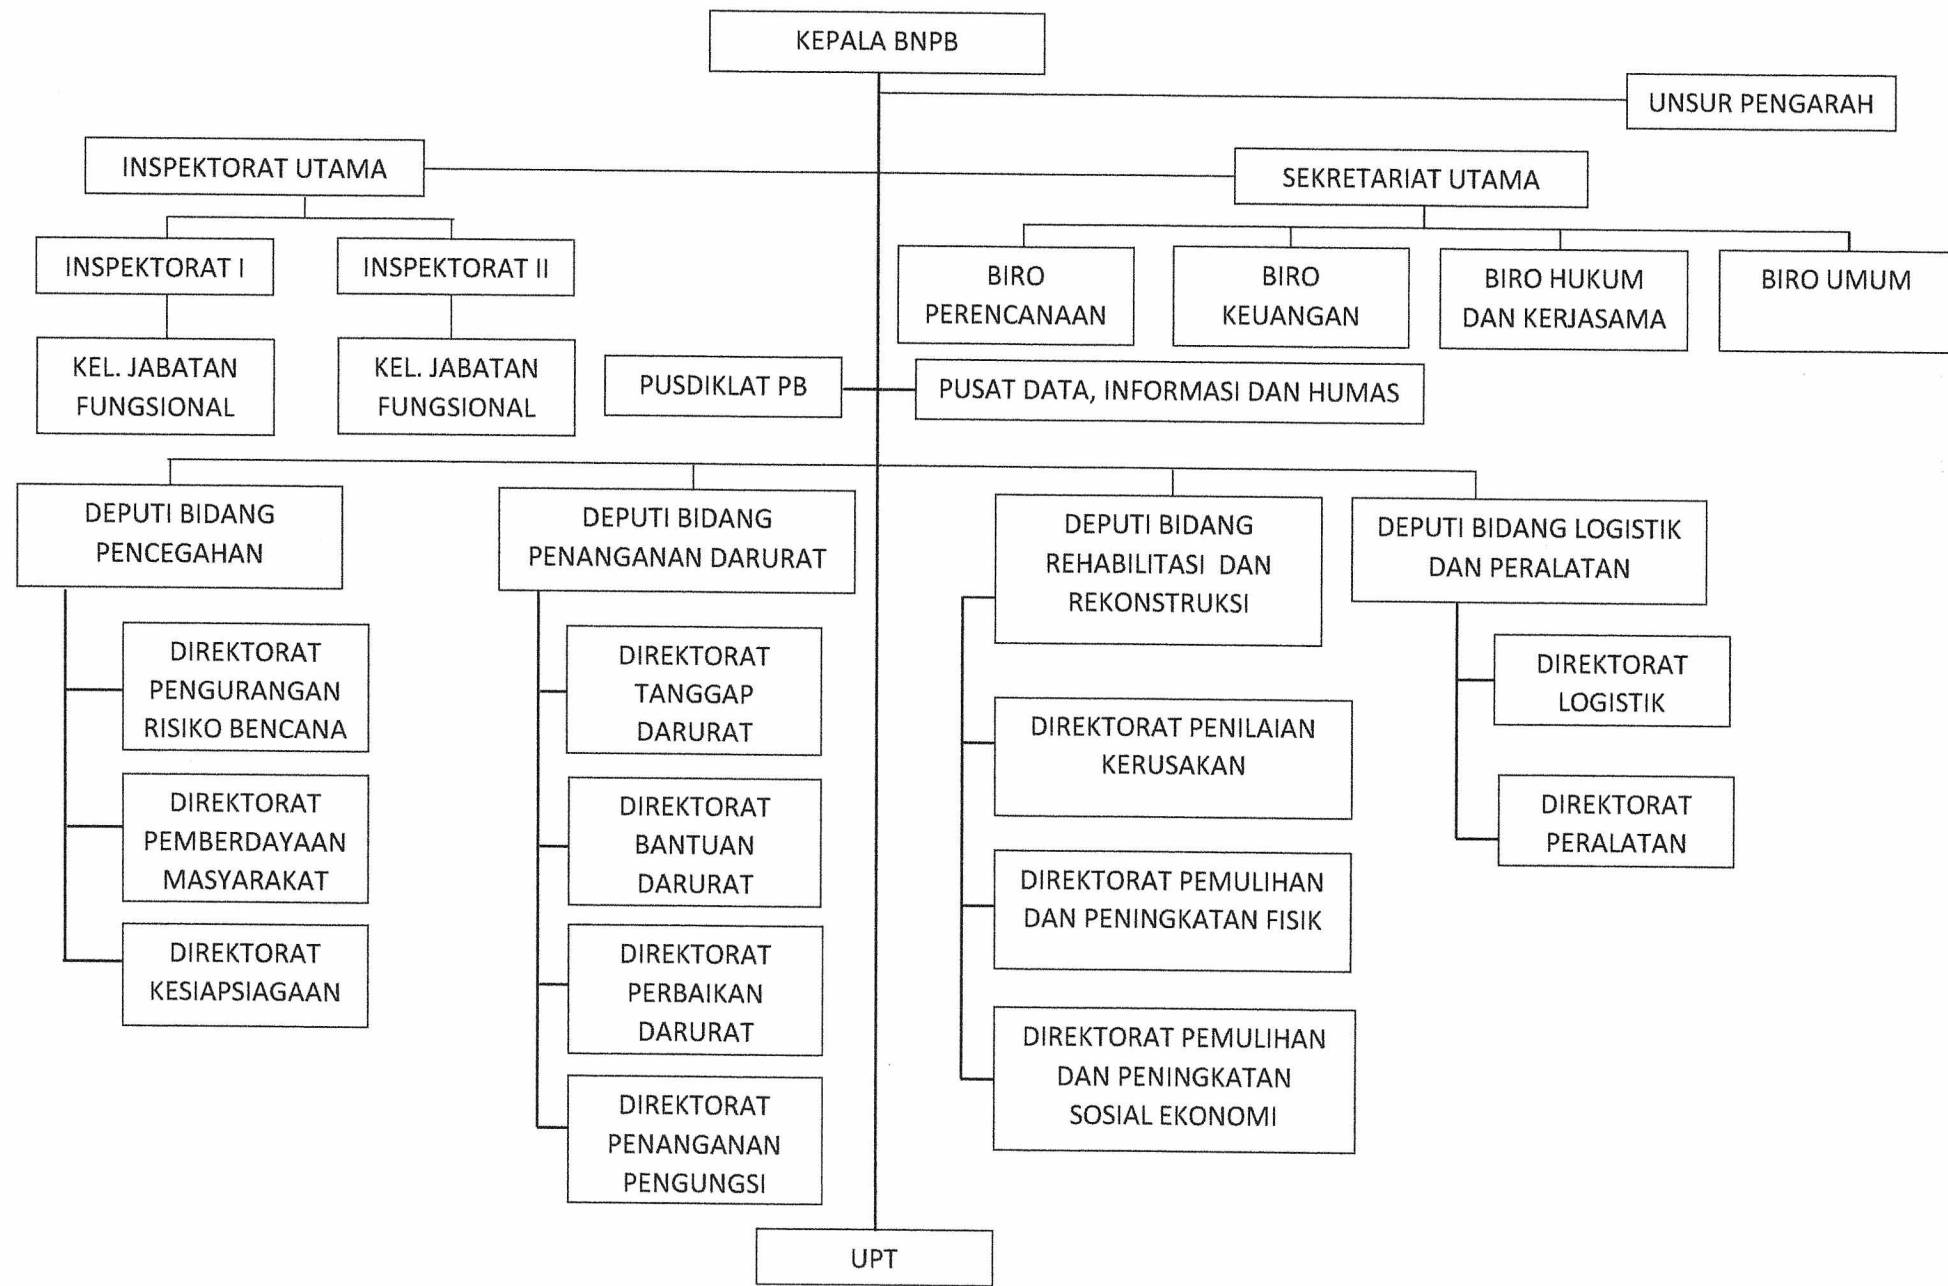 KEPALA BNPB
UNSUR PENGARAH
INSPEKTORAT UTAMA
SEKRETARIAT UTAMA
INSPEKTORAT I
INSPEKTORAT II
BIRO
PERENCANAAN
BIRO
KEUANGAN
BIRO HUKUM
DAN KERJASAMA
BIRO UMUM
KEL. JABATAN
FUNGSIONAL
KEL. JABATAN
FUNGSIONAL
PUSDIKLAT PB
PUSAT DATA, INFORMASI DAN HUMAS
DEPUTI BIDANG
PENCEGAHAN
DEPUTI BIDANG
PENANGANAN DARURAT
DEPUTI BIDANG
REHABILITASI DAN
REKONSTRUKSI
DEPUTI BIDANG LOGISTIK
DAN PERALATAN
DIREKTORAT
PENGURANGAN
RISIKO BENCANA
DIREKTORAT
PEMBERDAYAAN
MASYARAKAT
DIREKTORAT
KESIAPSIAGAAN
DIREKTORAT
TANGGAP
DARURAT
DIREKTORAT
BANTUAN
DARURAT
DIREKTORAT
PERBAIKAN
DARURAT
DIREKTORAT
PENANGANAN
PENGUNGSI
DIREKTORAT PENILAIAN
KERUSAKAN
DIREKTORAT PEMULIHAN
DAN PENINGKATAN FISIK
DIREKTORAT PEMULIHAN
DAN PENINGKATAN
SOSIAL EKONOMI
DIREKTORAT
LOGISTIK
DIREKTORAT
PERALATAN
UPT